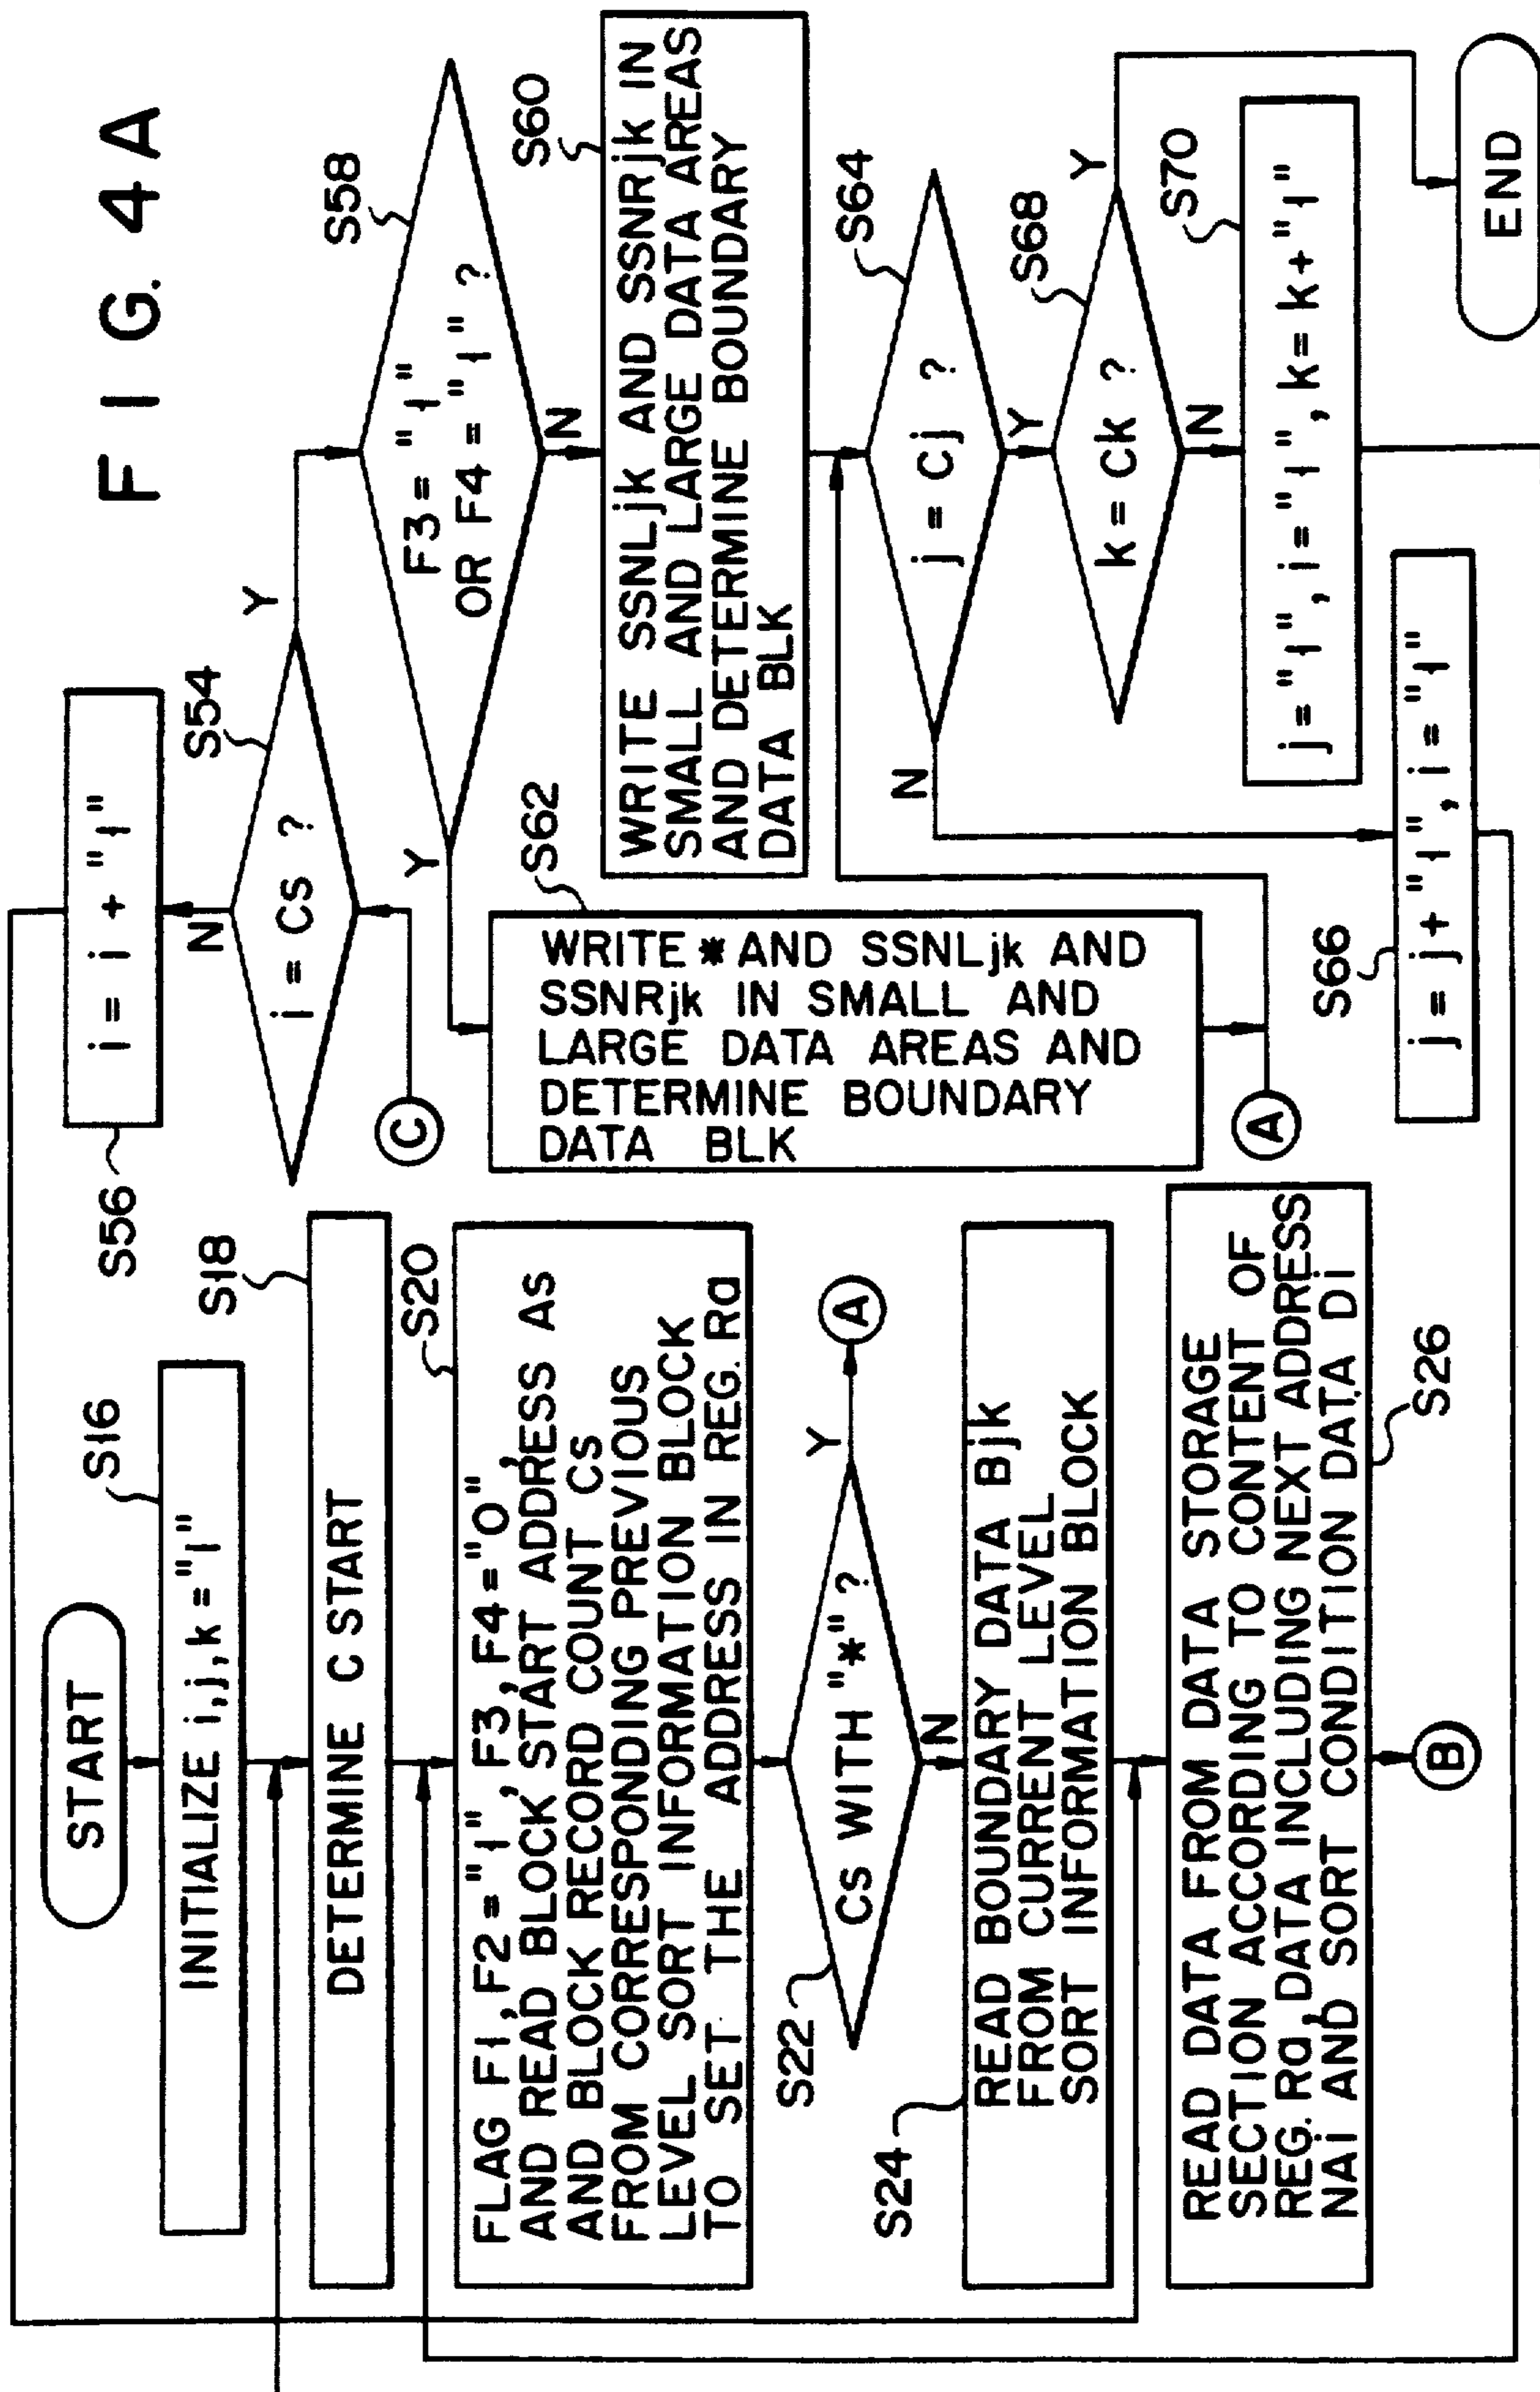 FIG. 4A
START
S16
INITIALIZE i,j,k ="1"
S18
DETERMINE C START
S20
FLAG F1,F2="1",F3,F4="0",
AND READ BLOCK START ADDRESS As
AND BLOCK RECORD COUNT Cs
FROM CORRESPONDING PREVIOUS
LEVEL SORT INFORMATION BLOCK
TO SET THE ADDRESS IN REG. Ra
S22
Cs WITH "*" ?
Y
A
N
S24
READ BOUNDARY DATA Bjk
FROM CURRENT LEVEL
SORT INFORMATION BLOCK
READ DATA FROM DATA STORAGE
SECTION ACCORDING TO CONTENT OF
REG. Ra, DATA INCLUDING NEXT ADDRESS
NAi AND SORT CONDITION DATA Di
S26
B
S56
i = i + "1"
S54
N
i = Cs ?
Y
C
S58
F3 = "1"
OR F4 = "1" ?
Y
N
S62
WRITE * AND SSNLjk AND
SSNRjk IN SMALL AND
LARGE DATA AREAS AND
DETERMINE BOUNDARY
DATA BLK
A
S60
WRITE SSNLjk AND SSNRjk IN
SMALL AND LARGE DATA AREAS
AND DETERMINE BOUNDARY
DATA BLK
S64
j = Cj ?
N
Y
S66
j = j + "1", i = "1"
S68
k = Ck ?
Y
N
S70
j = "1", i = "1", k = k + "1"
END